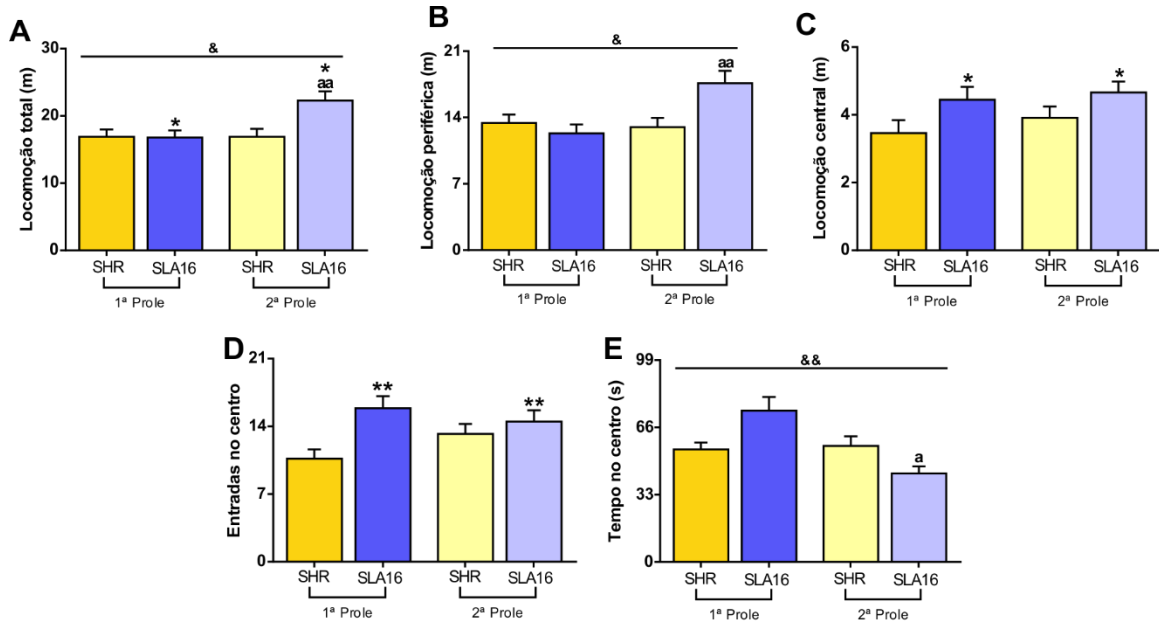 A
&
Locomoção total (m)
30
20
10
0
*
*
aa
SHR SLA16 SHR SLA16
1ª Prole 2ª Prole
B
&
Locomoção periférica (m)
21
14
7
0
aa
SHR SLA16 SHR SLA16
1ª Prole 2ª Prole
C
Locomoção central (m)
6
4
2
0
* *
SHR SLA16 SHR SLA16
1ª Prole 2ª Prole
D
Entradas no centro
21
14
7
0
** **
SHR SLA16 SHR SLA16
1ª Prole 2ª Prole
E
&&
Tempo no centro (s)
99
66
33
0
a
SHR SLA16 SHR SLA16
1ª Prole 2ª Prole